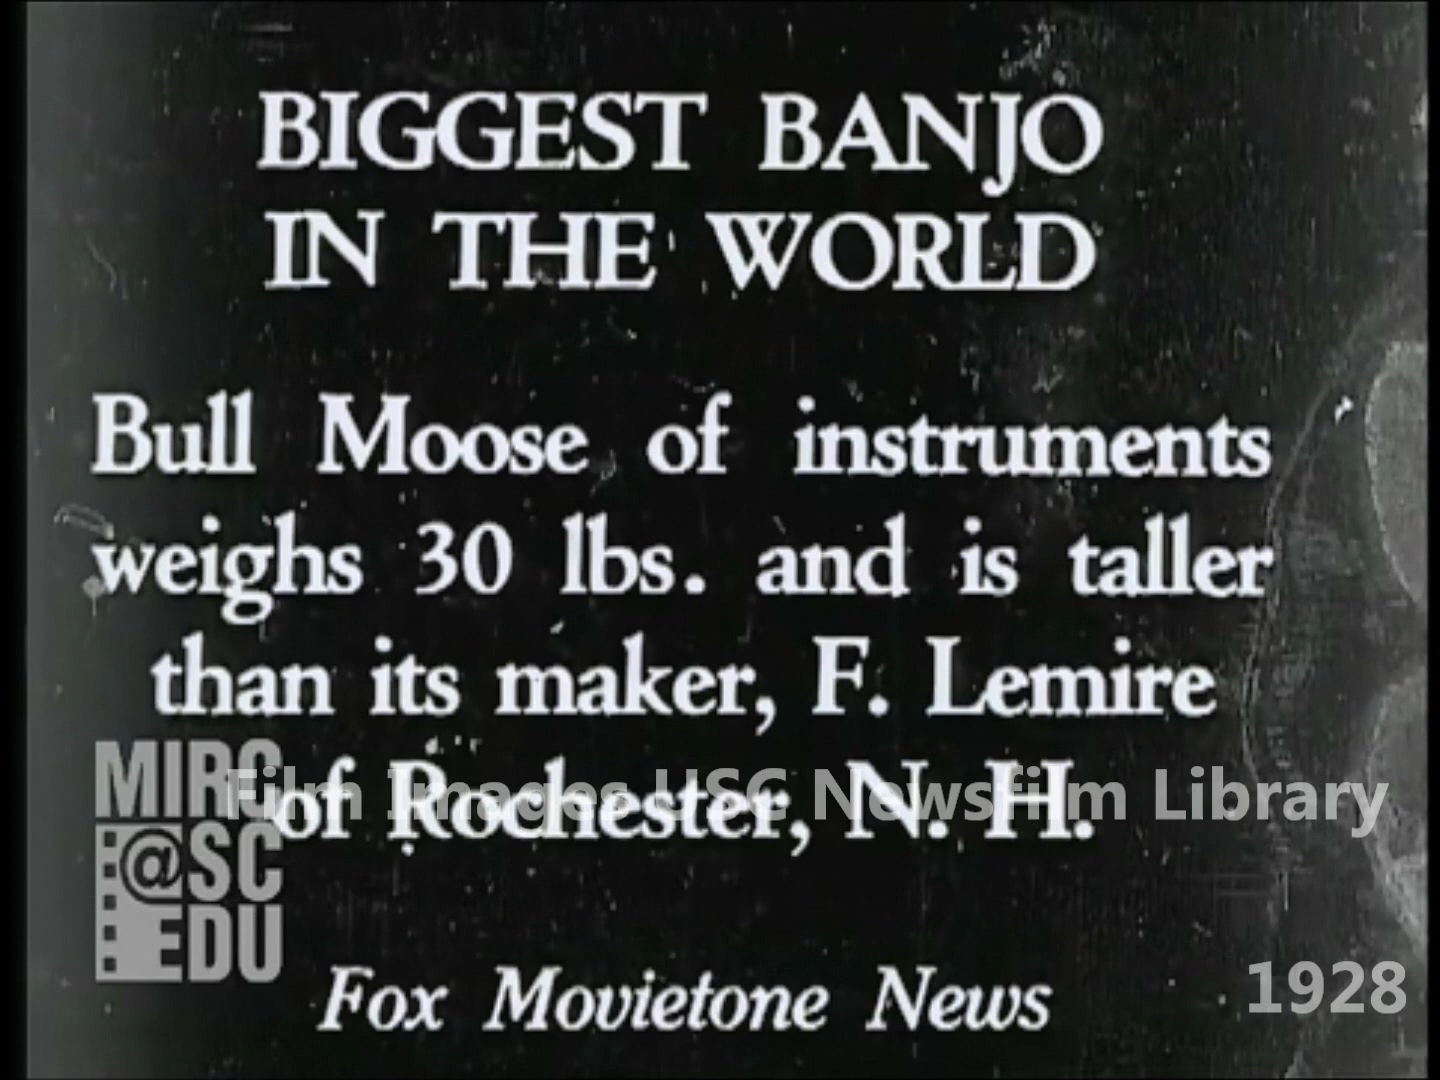 BIGGEST BANJO
IN THE WORLD
Bull Moose of instruments
weighs 30 lbs. and is taller
than its maker, F. Lemire
of Rochester, N. H.
Film Images USC Newsfilm Library
MIRC
@SC
EDU
Fox Movietone News
1928